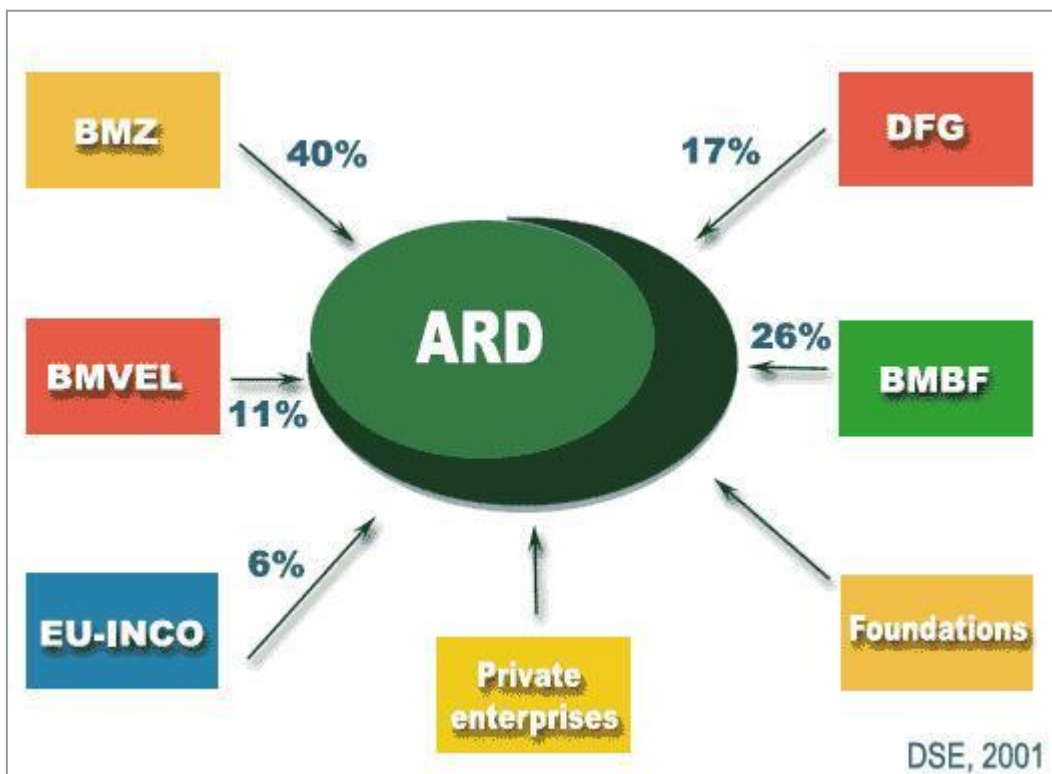 BMZ
40%
17%
DFG
ARD
BMVEL
11%
26%
BMBF
EU-INCO
6%
Private
enterprises
Foundations
DSE, 2001